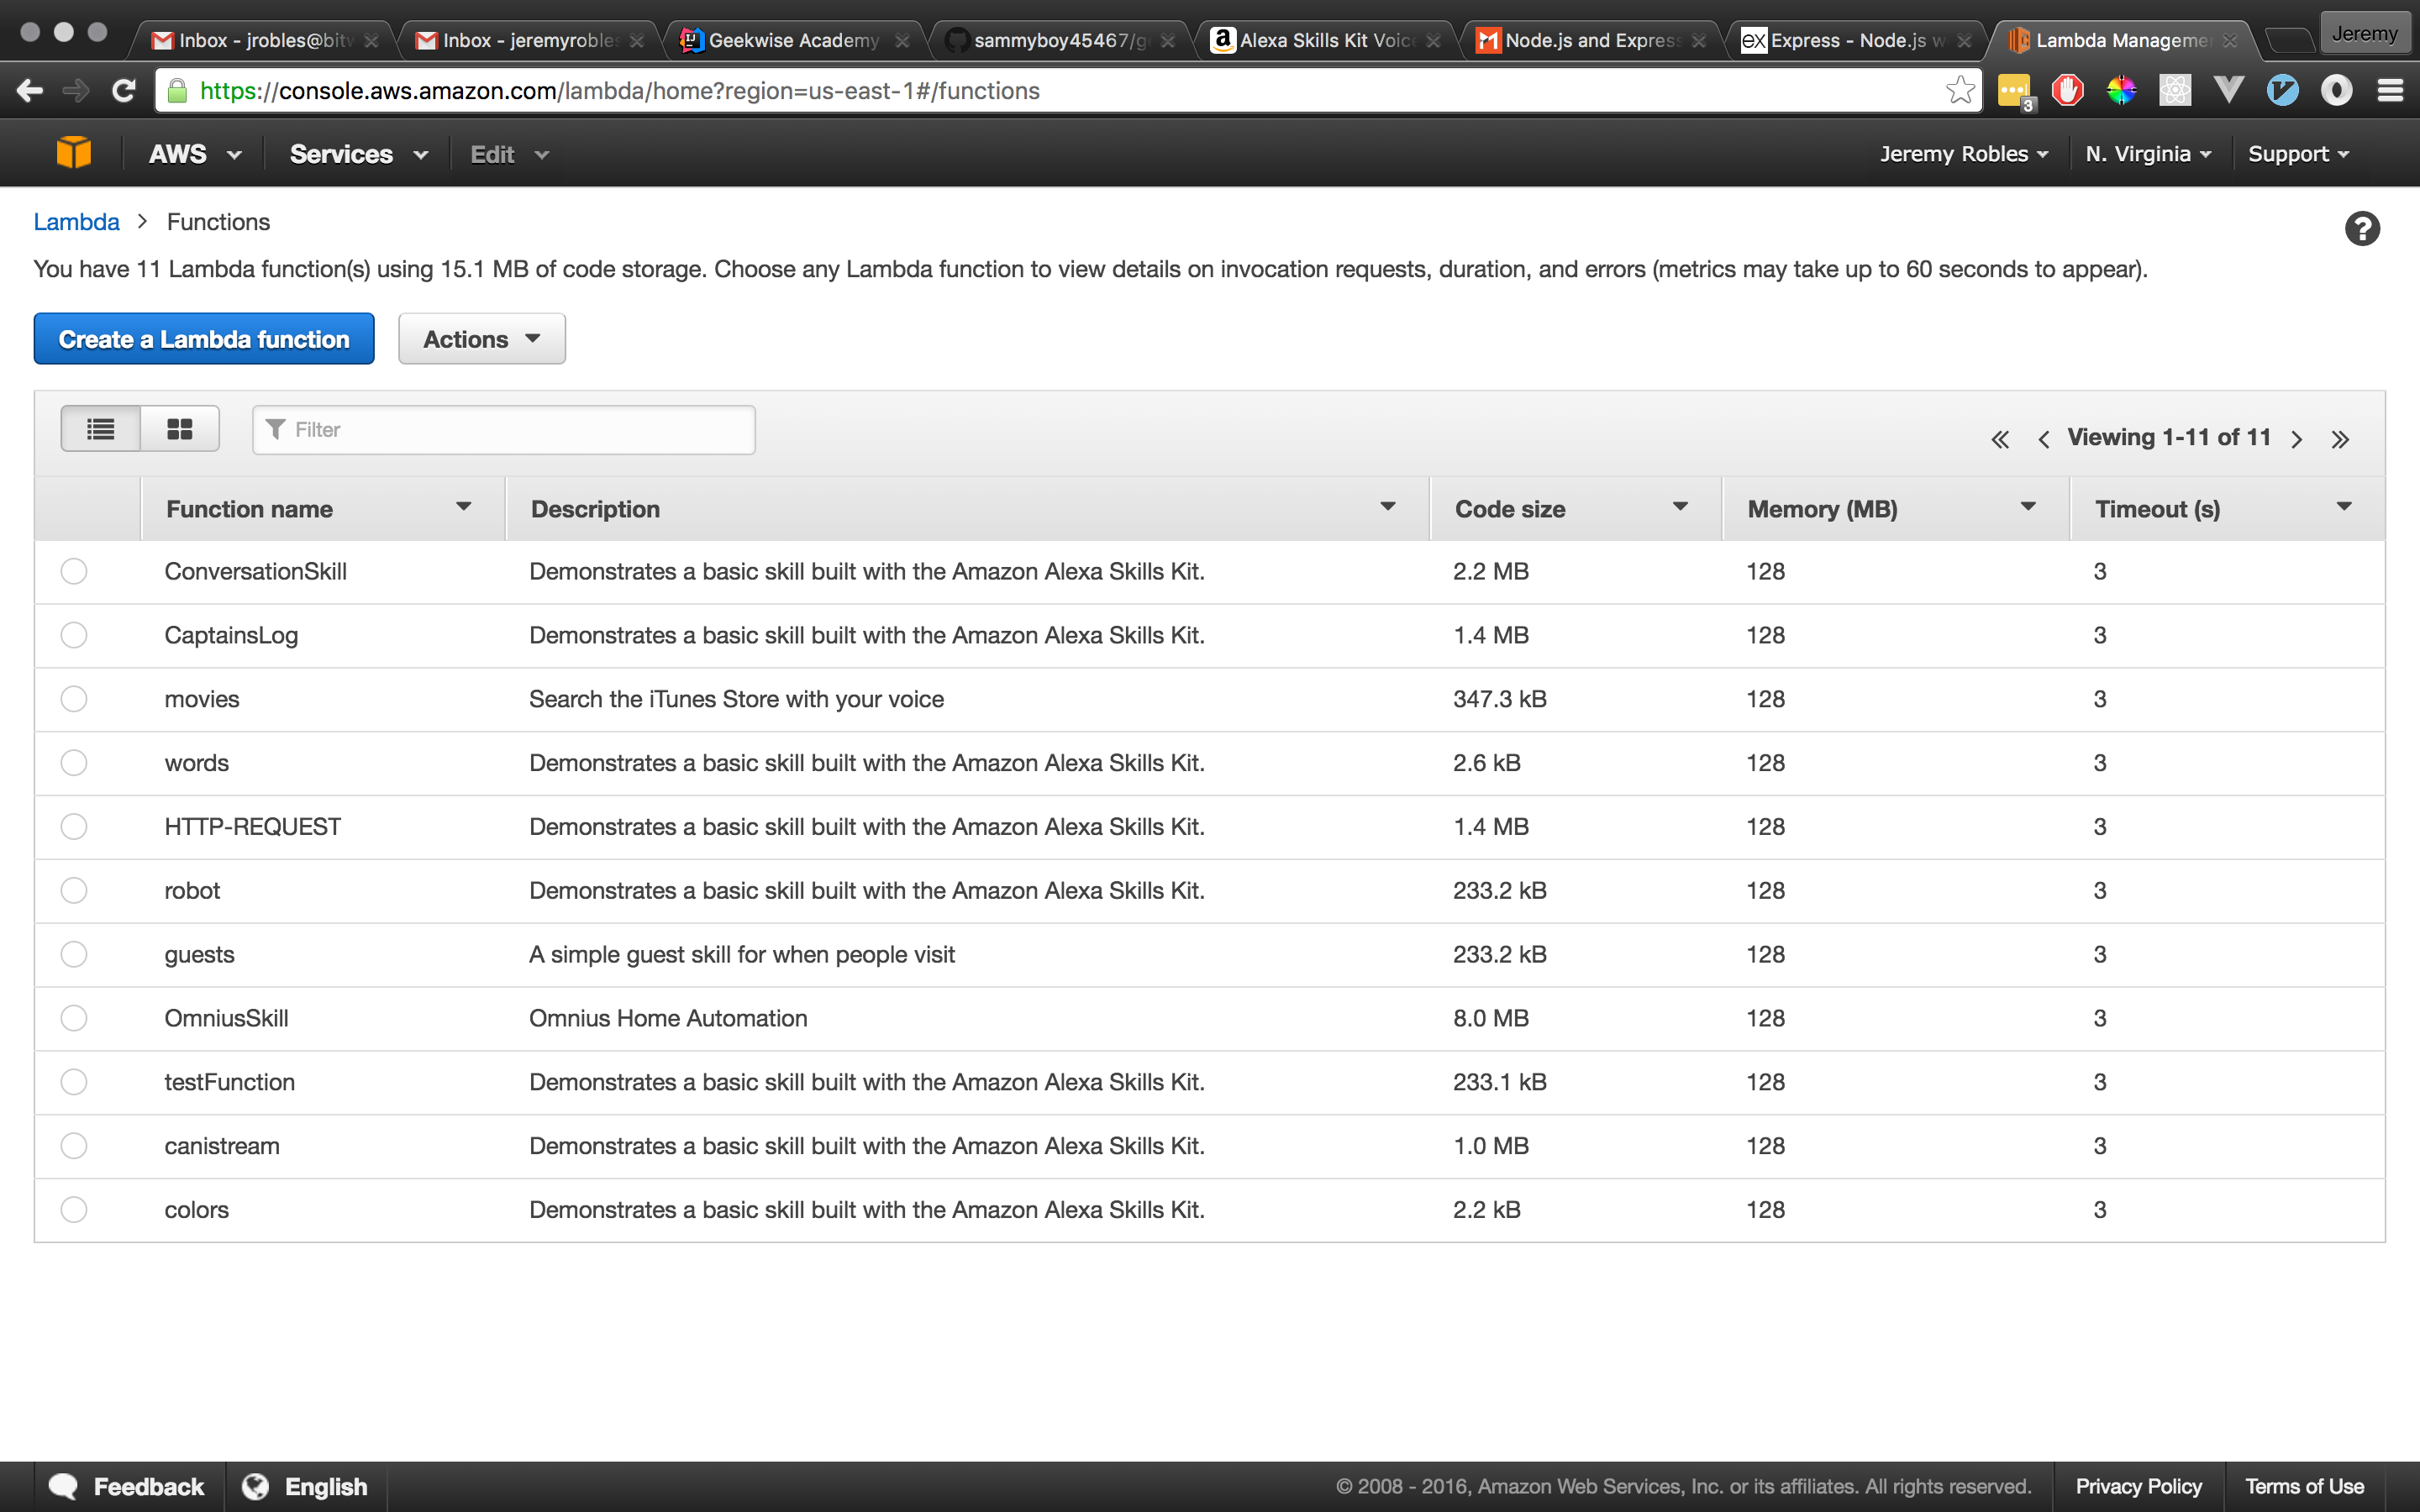 Inbox - jrobles@bitw Inbox - jeremyrobles Geekwise Academy sammyboy45467/g Alexa Skills Kit Voic Node.js and Express Express - Node.js w Lambda Manageme Jeremy
https://console.aws.amazon.com/lambda/home?region=us-east-1#/functions 3
AWS Services Edit Jeremy Robles N. Virginia Support
Lambda > Functions
You have 11 Lambda function(s) using 15.1 MB of code storage. Choose any Lambda function to view details on invocation requests, duration, and errors (metrics may take up to 60 seconds to appear).
Create a Lambda function Actions
Filter « < Viewing 1-11 of 11 > »
Function name Description Code size Memory (MB) Timeout (s)
ConversationSkill Demonstrates a basic skill built with the Amazon Alexa Skills Kit. 2.2 MB 128 3
CaptainsLog Demonstrates a basic skill built with the Amazon Alexa Skills Kit. 1.4 MB 128 3
movies Search the iTunes Store with your voice 347.3 kB 128 3
words Demonstrates a basic skill built with the Amazon Alexa Skills Kit. 2.6 kB 128 3
HTTP-REQUEST Demonstrates a basic skill built with the Amazon Alexa Skills Kit. 1.4 MB 128 3
robot Demonstrates a basic skill built with the Amazon Alexa Skills Kit. 233.2 kB 128 3
guests A simple guest skill for when people visit 233.2 kB 128 3
OmniusSkill Omnius Home Automation 8.0 MB 128 3
testFunction Demonstrates a basic skill built with the Amazon Alexa Skills Kit. 233.1 kB 128 3
canistream Demonstrates a basic skill built with the Amazon Alexa Skills Kit. 1.0 MB 128 3
colors Demonstrates a basic skill built with the Amazon Alexa Skills Kit. 2.2 kB 128 3
Feedback English © 2008 - 2016, Amazon Web Services, Inc. or its affiliates. All rights reserved. Privacy Policy Terms of Use